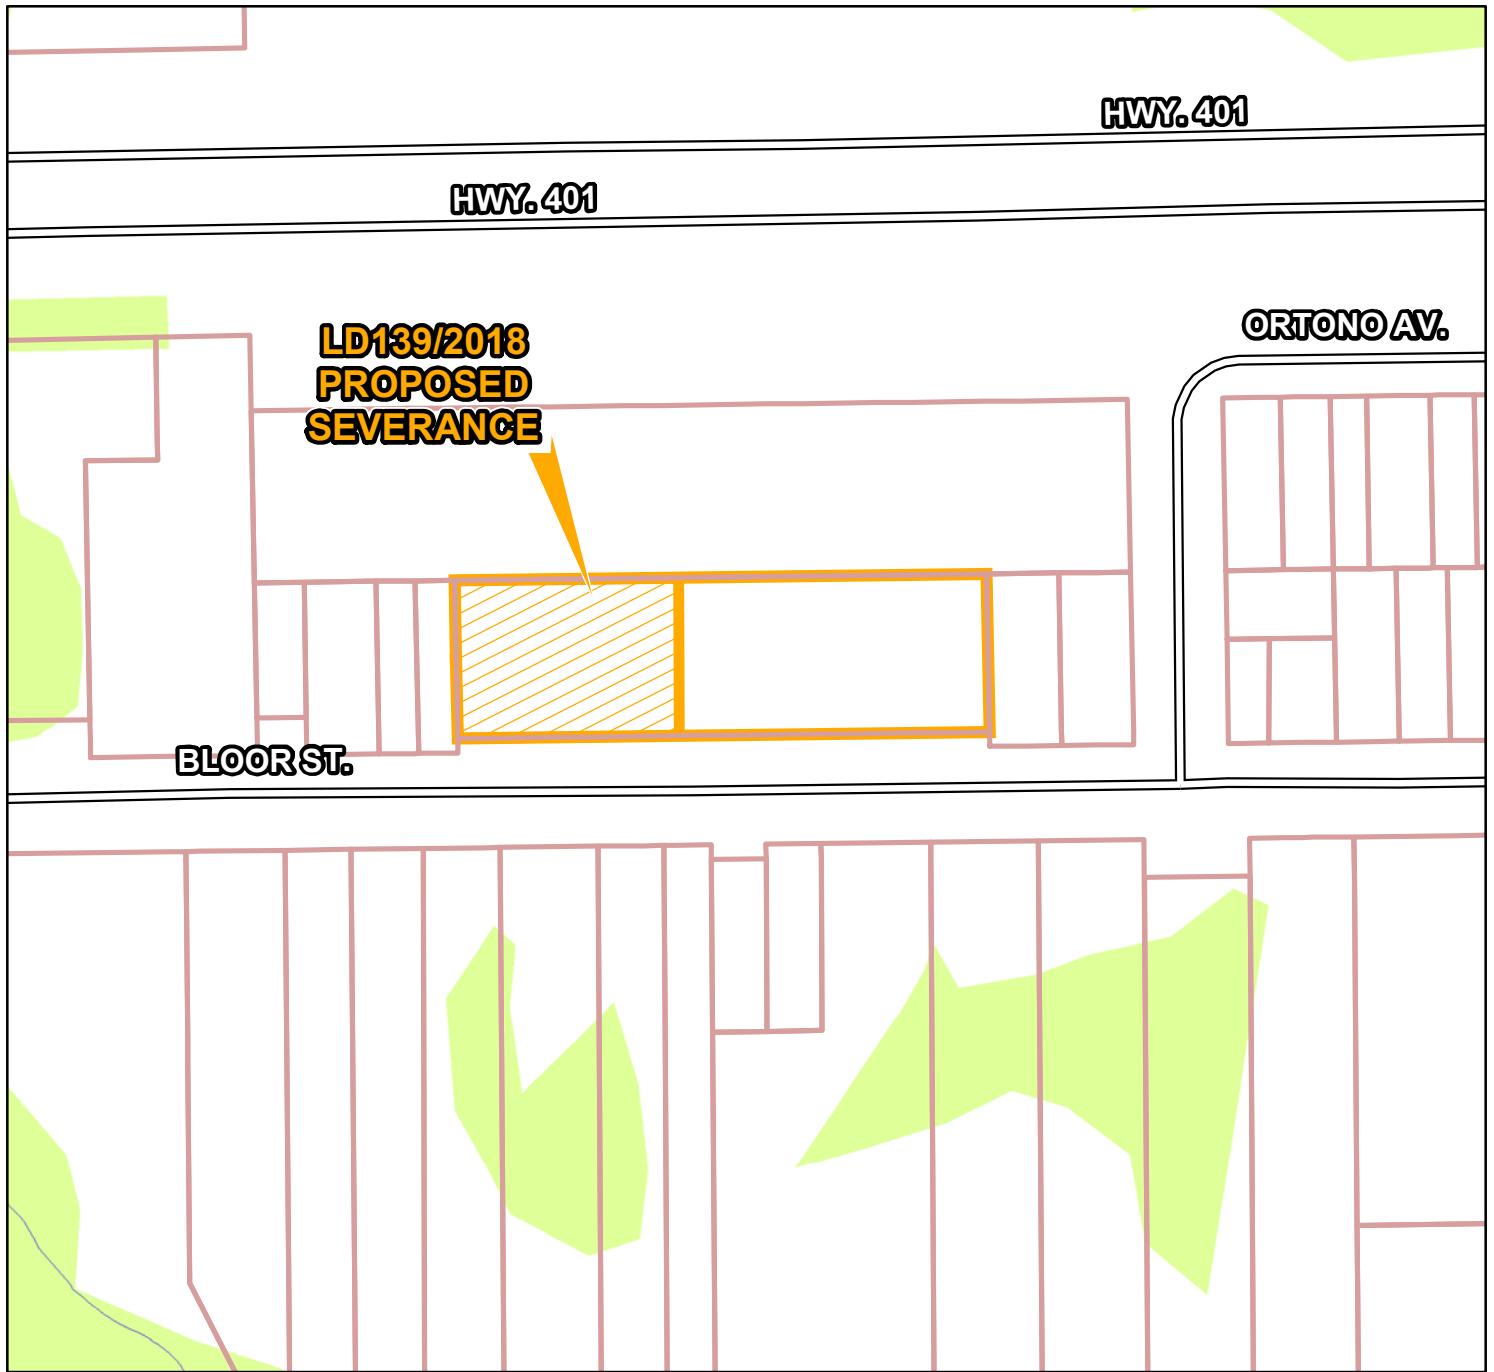 HWY. 401
HWY. 401
ORTONO AV.
LD139/2018
PROPOSED
SEVERANCE
BLOOR ST.